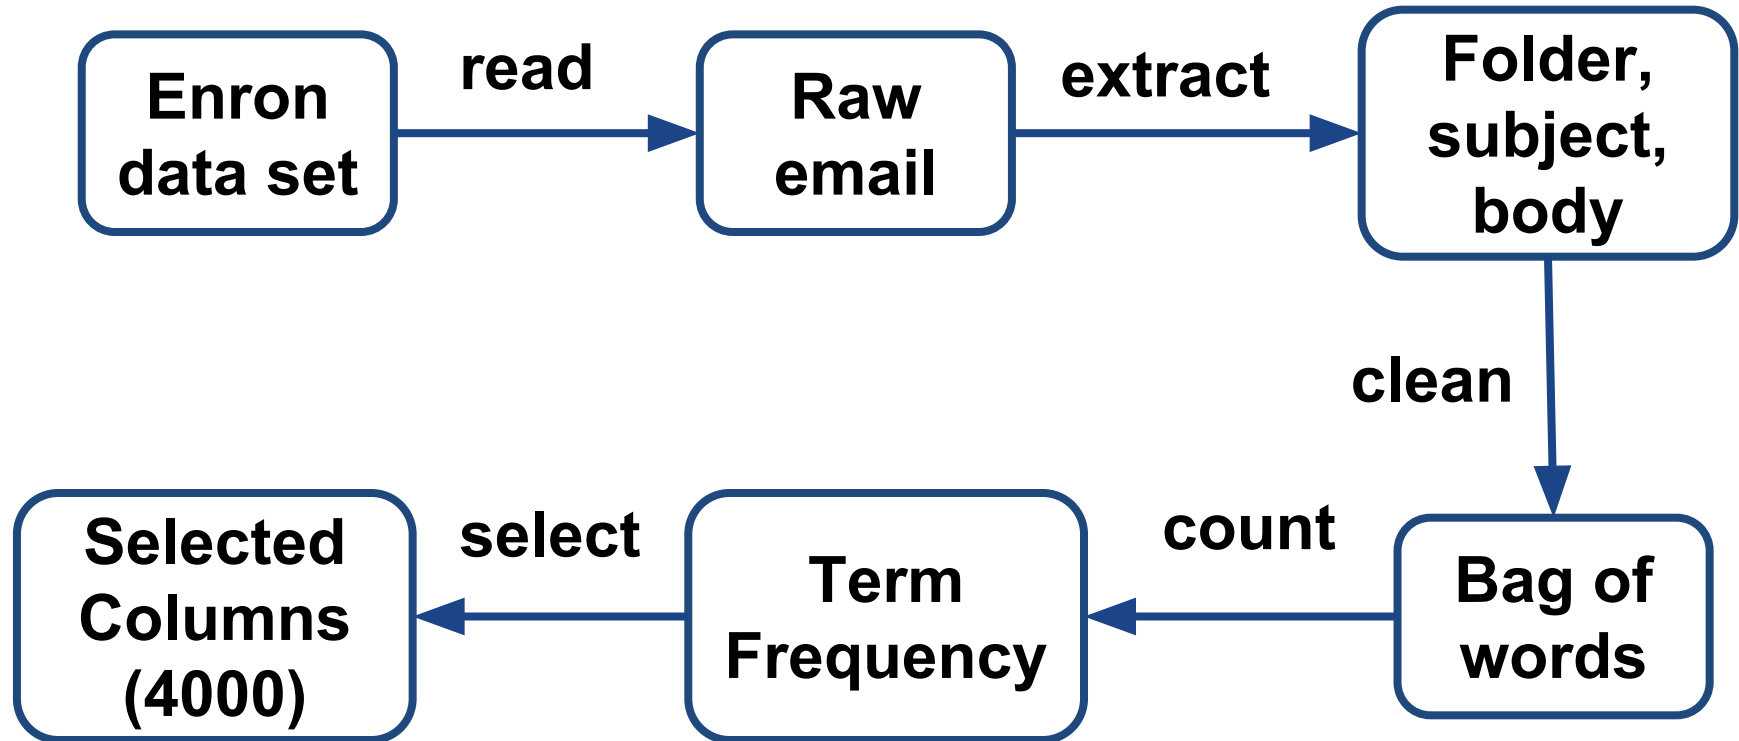 Enron
data set
read
Raw
email
extract
Folder,
subject,
body
clean
Bag of
words
count
Term
Frequency
select
Selected
Columns
(4000)